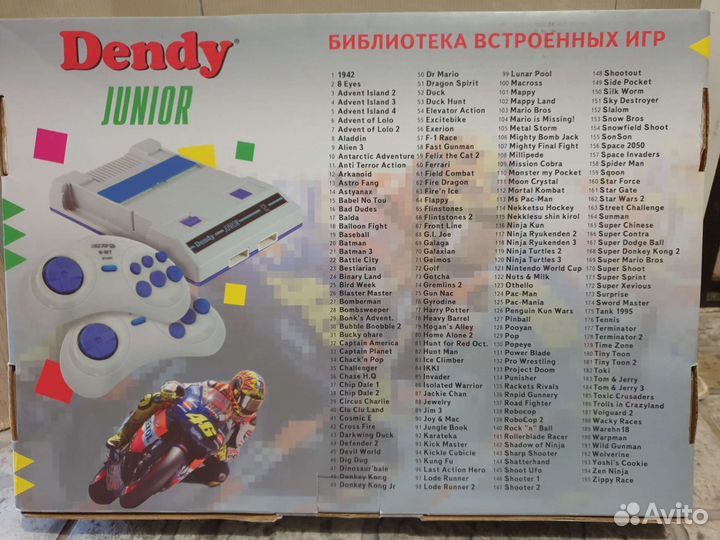 Dendy
JUNIOR
БИБЛИОТЕКА ВСТРОЕННЫХ ИГР
1 1942
2 8 Eyes
3 Advent Island 2
4 Advent Island 3
5 Advent Island 4
6 Advent of Lolo
7 Advent of Lolo 2
8 Aladdin
9 Alien 3
10 Antarctic Adventure
11 Anti Terror Action
12 Arkanoid
13 Astro Fang
14 Astyanax
15 Babel No Tou
16 Bad Dudes
17 Balda
18 Balloon Fight
19 Baseball
20 Batman
21 Batman 3
22 Battle City
23 Bestiarian
24 Binary Land
25 Bird Week
26 Blaster Master
27 Bomberman
28 Bombsweeper
29 Bonk's Advent.
30 Bubble Boobble 2
31 Bucky ohare
32 Captain America
33 Captain Planet
34 Chack'n Pop
35 Challenger
36 Chase H.Q
37 Chip Dale 1
38 Chip Dale 2
39 Circus Charlie
40 Clu Clu Land
41 Cosmic E
42 Cross Fire
43 Darkwing Duck
44 Defender 2
45 Devil World
46 Dig Dug
47 Dinosaur'bale
48 Donkey Kong
49 Donkey Kong Jr
50 Dr Mario
51 Dragon Spirit
52 Duck
53 Duck Hunt
54 Elevator Action
55 Excitebike
56 Exerion
57 F-1 Race
58 Fast Gunman
59 Felix the Cat 2
60 Ferrari
61 Field Combat
62 Fire Dragon
63 Fire'n Ice
64 Flappy
65 Flinstones
66 Flintstones 2
67 Front Line
68 G.I. Joe
69 Galaga
70 Galaxian
71 Geimos
72 Golf
73 Gotcha
74 Gremlins 2
75 Gun Nac
76 Gyrodine
77 Harry Potter
78 Heavy Barrel
79 Hogan's Alley
80 Home Alone 2
81 Hunt for Red Oct.
82 Hunt Man
83 Ice Climber
84 IKKI
85 Invader
86 Isolated Warrior
87 Jackie Chan
89 Jewelry
91 Jim 3
90 Joy & Mac
91 Jungle Book
92 Karateka
93 Kick Master
94 Kickle Cubicle
95 Kung Fu
96 Last Action Hero
97 Lode Runner
98 Lode Runner 2
99 Lunar Pool
100 Macross
101 Mappy
102 Mappy Land
103 Mario Bros
104 Mario is Missing!
105 Metal Storm
106 Mighty Bomb Jack
107 Mighty Final Fight
108 Millipede
109 Mission Cobra
110 Monster my Pocket
111 Moon Crystal
112 Mortal Kombat
113 Ms Pac-Man
114 Nekketsu Hockey
115 Nekklesu shin kirol
116 Ninja Kun
117 Ninja Ryukenden 2
118 Ninja Ryukenden 3
119 Ninja Turtles 2
120 Ninja Turtles 3
121 Nintendo World Cup
122 Nuts & Milk
123 Othello
124 Pac-Man
125 Pac-Mania
126 Penguin Kun Wars
127 Pinball
128 Pooyan
129 Pop
130 Popeye
131 Power Blade
132 Pro Wrestling
133 Project Doom
134 Punisher
135 Rackets Rivals
136 Rnpid Gunnery
137 Road Fighter
138 Robocop
139 RoboCop 2
140 Rock "n" Ball
141 Rollerblade Racer
142 Shadow of Ninja
143 Sharp Shooter
144 Shatterhand
145 Shoot Ufo
146 Shooter 1
147 Shooter 2
148 Shootout
149 Side Pocket
150 Silk Worm
151 Sky Destroyer
152 Slalom
153 Snow Bros
154 Snowfield Shoot
155 SonSon
156 Space 2050
157 Space Invaders
158 Spider Man
159 Sqoon
160 Star Force
161 Star Gate
162 Star Wars 2
163 Street Challenge
164 Sunman
165 Super Chinese
166 Super Contra
167 Super Dodge Ball
168 Super Donkey Kong 2
169 Super Mario Bros
170 Super Shoot
171 Super Sprint
172 Super Xevious
173 Surprise
174 Sword Master
175 Tank 1995
176 Tennis
177 Terminator
178 Terminator 2
179 Time Zone
180 Tiny Toon
181 Tiny Toon 2
182 Toki
183 Tom & Jerry
184 Tom & Jerry 3
185 Toxic Crusaders
186 Trolls in Crazyland
187 Volguard 2
188 Wacky Races
189 Warehn18
190 Warpman
191 Wild Gunman
192 Wolverine
193 Yoshi's Cookie
194 Zen Ninja
195 Zippy Race
Dendy JUNIOR
46
Avito